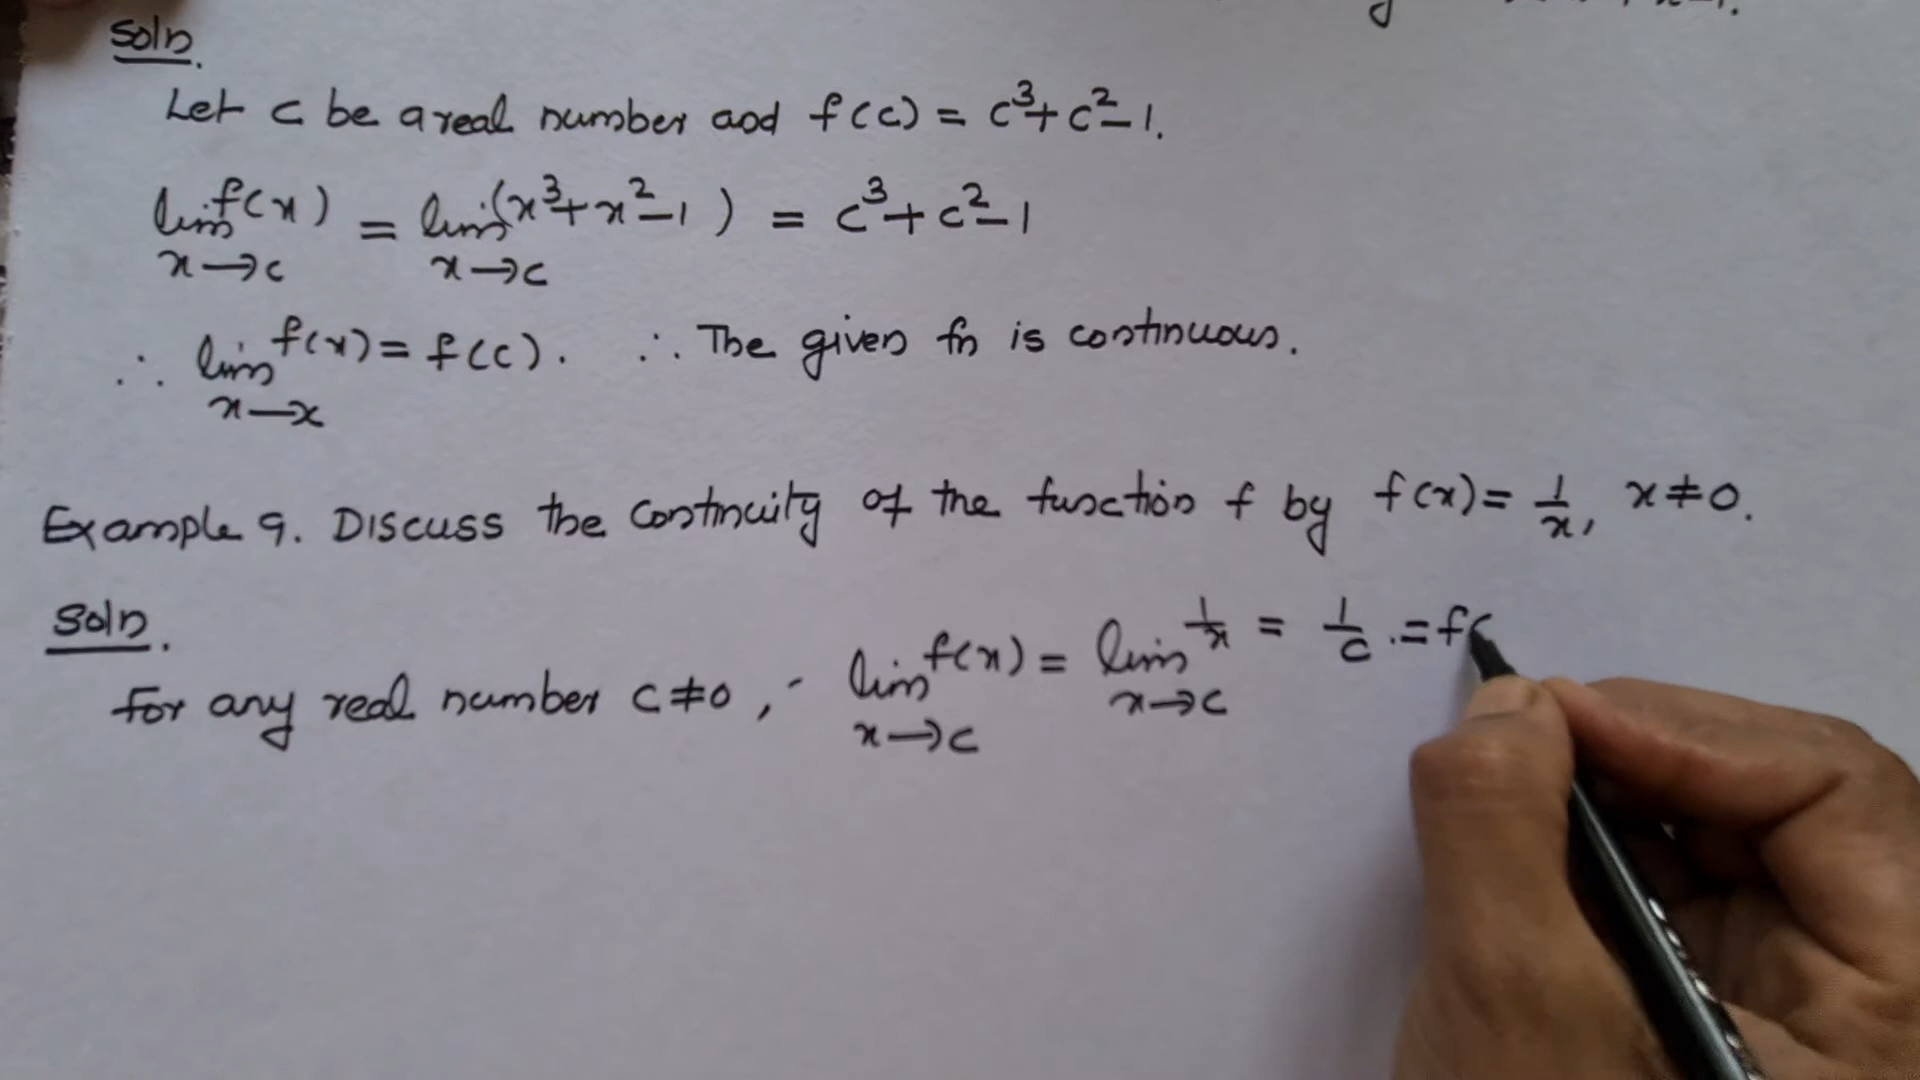 Soln.
Let c be a real number and f(c) = c³+c²-1.
lim f(x) = lim (x³+x²-1) = c³+c²-1
x→c x→c
∴ lim f(x) = f(c). ∴ The given fn is continuous.
x→x
Example 9. Discuss the continuity of the function f by f(x) = 1/x, x≠0.
Soln.
For any real number c≠0, lim f(x) = lim 1/x = 1/c . = f(
x→c x→c